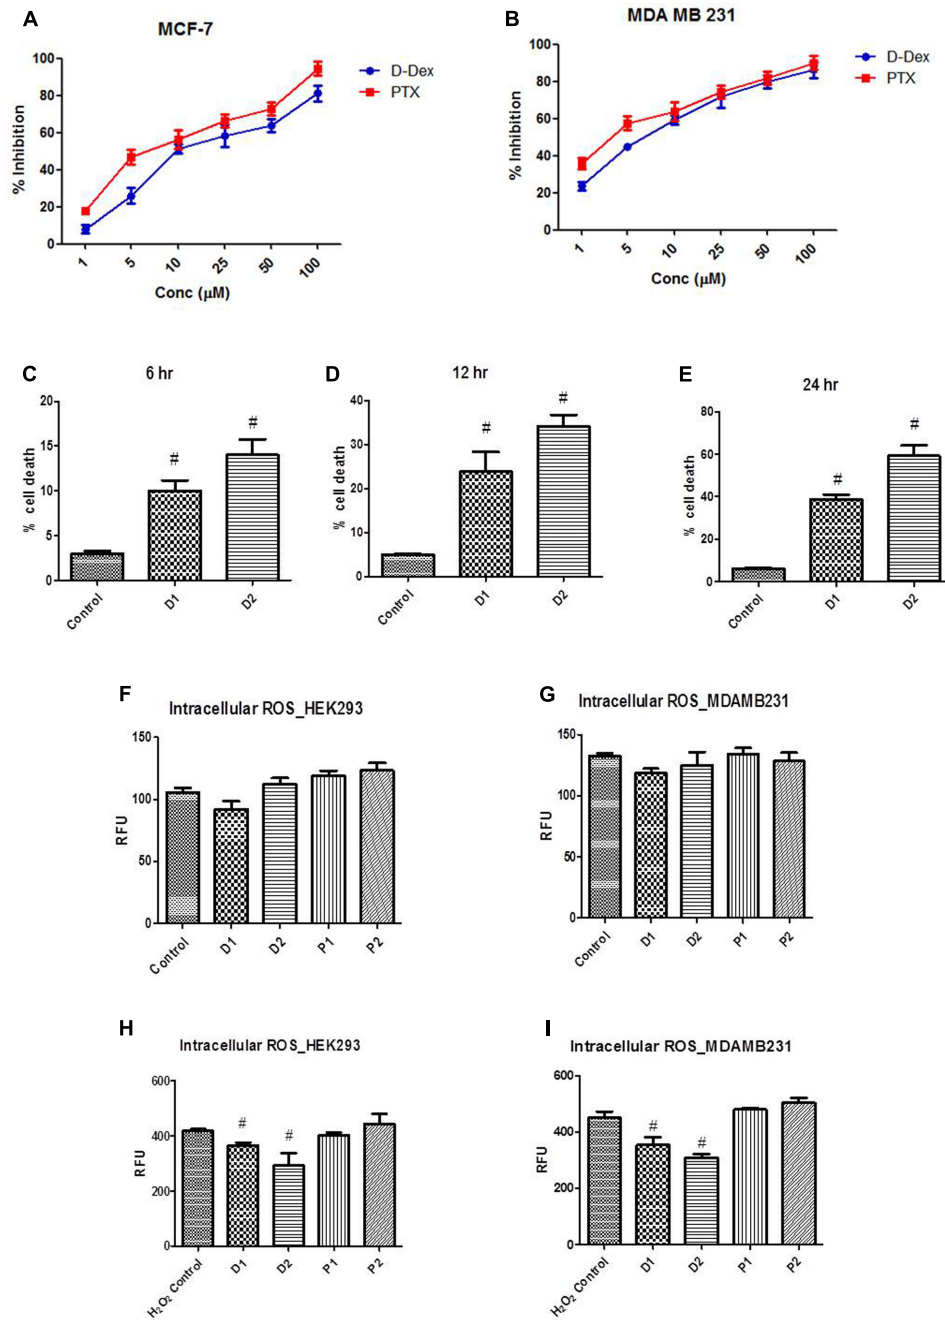 A
MCF-7
% Inhibition
100
80
60
40
20
0
1
5
10
25
50
100
Conc (µM)
D-Dex
PTX
B
MDA MB 231
% Inhibition
100
80
60
40
20
0
1
5
10
25
50
100
Conc (µM)
D-Dex
PTX
C
6 hr
% cell death
20
15
10
5
0
#
#
Control
D1
D2
D
12 hr
% cell death
40
30
20
10
0
#
#
Control
D1
D2
E
24 hr
% cell death
80
60
40
20
0
#
#
Control
D1
D2
F
Intracellular ROS_HEK293
RFU
150
100
50
0
Control
D1
D2
P1
P2
G
Intracellular ROS_MDAMB231
RFU
150
100
50
0
Control
D1
D2
P1
P2
H
Intracellular ROS_HEK293
RFU
600
400
200
0
#
#
H₂O₂ Control
D1
D2
P1
P2
I
Intracellular ROS_MDAMB231
RFU
600
400
200
0
#
#
H₂O₂ Control
D1
D2
P1
P2